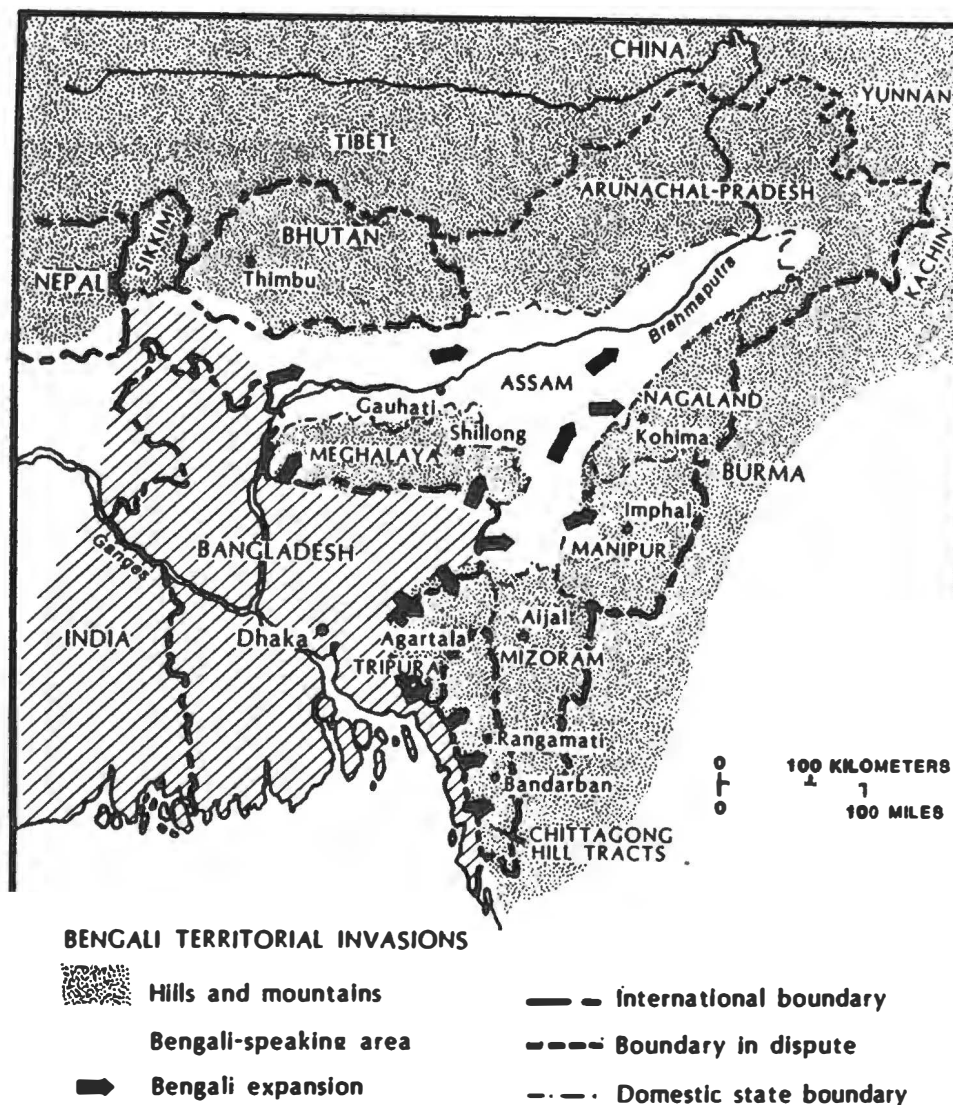 CHINA
YUNNAN
TIBET
ARUNACHAL-PRADESH
SIKKIM
BHUTAN
KACHIN
NEPAL
Thimbu
Brahmaputra
ASSAM
Gauhati
NAGALAND
Shillong
Kohima
MEGHALAYA
BURMA
Imphal
BANGLADESH
MANIPUR
Ganges
Aijal
INDIA
Dhaka
Agartala
MIZORAM
TRIPURA
Rangamati
Bandarban
0 100 KILOMETERS
0 100 MILES
CHITTAGONG
HILL TRACTS
BENGALI TERRITORIAL INVASIONS
Hills and mountains
Bengali-speaking area
Bengali expansion
International boundary
Boundary in dispute
Domestic state boundary